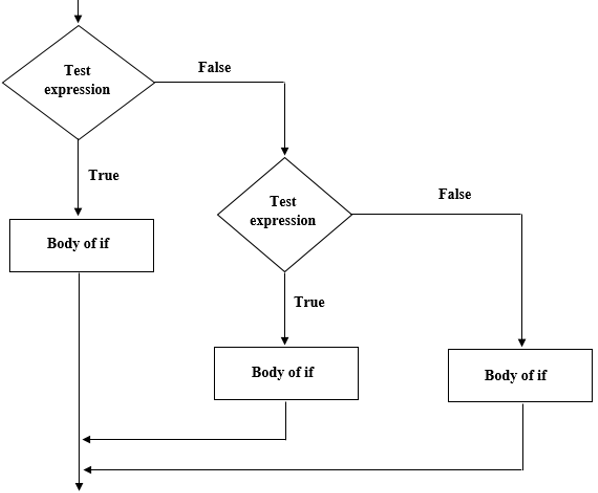 Test
expression
False
True
Body of if
Test
expression
False
True
Body of if
Body of if